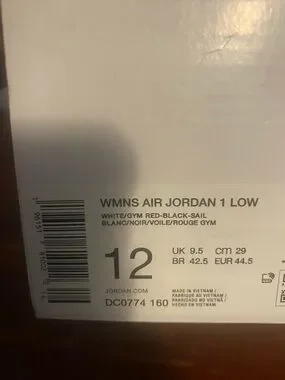 WMNS AIR JORDAN 1 LOW
WHITE/GYM RED-BLACK-SAIL
BLANC/NOIR/VOILE/ROUGE GYM
12
UK 9.5 cm 29
BR 42.5 EUR 44.5
JORDAN.COM
DC0774 160
MADE IN VIETNAM /
FABRIQUÉ AU VIETNAM /
FABRICADO NO VIETNÃ /
HECHO EN VIETNAM